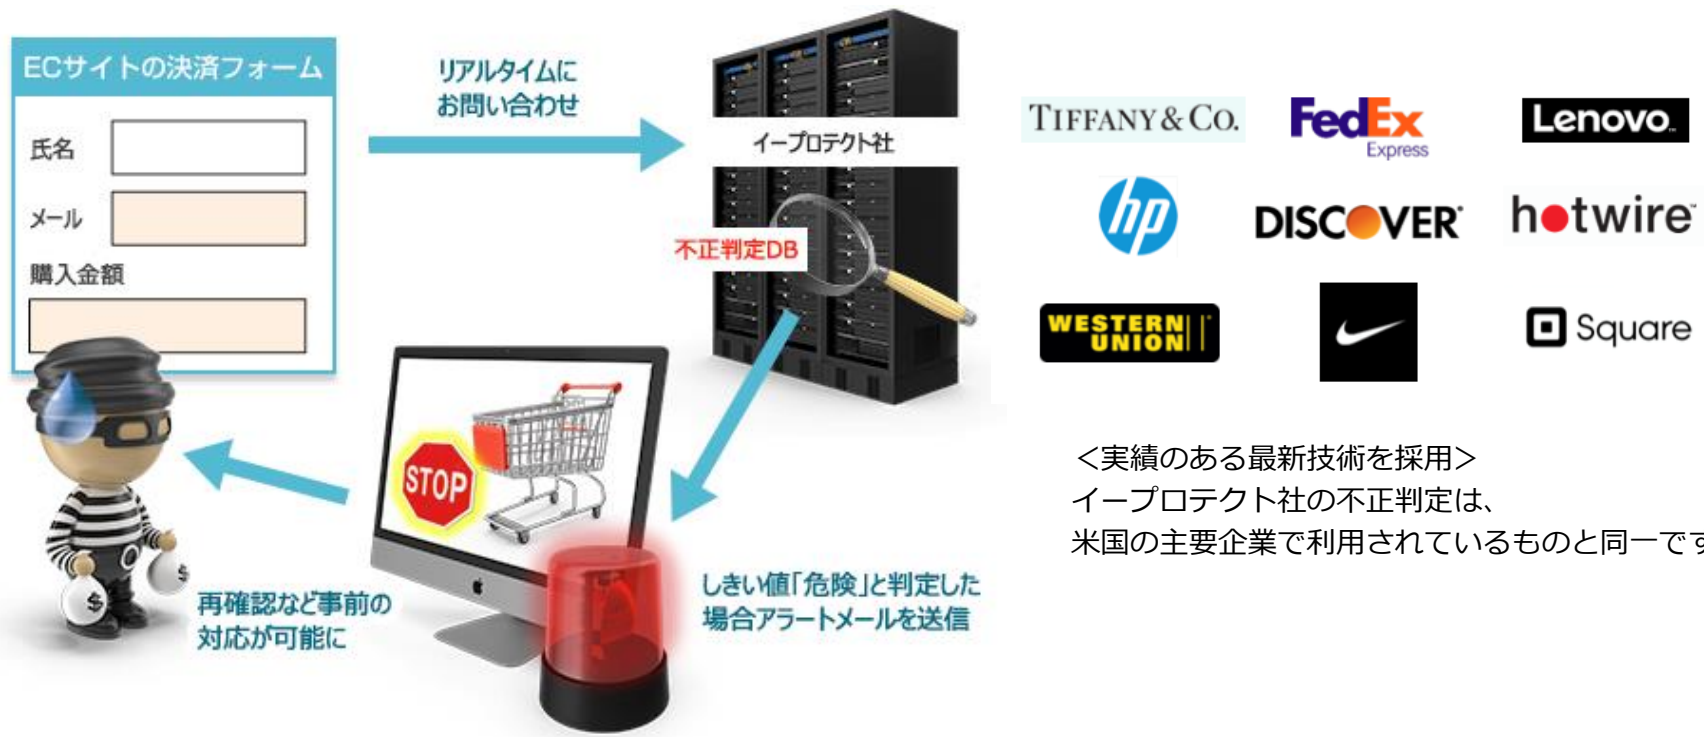 ECサイトの決済フォーム
氏名
メール
購入金額
リアルタイムに
お問い合わせ
イープロテクト社
不正判定DB
STOP
しきい値「危険」と判定した
場合アラートメールを送信
再確認など事前の
対応が可能に
$
$
TIFFANY & CO.
FedEx
Express
Lenovo
hp
DISCOVER
hotwire
WESTERN
UNION
Square
＜実績のある最新技術を採用＞
イープロテクト社の不正判定は、
米国の主要企業で利用されているものと同一です